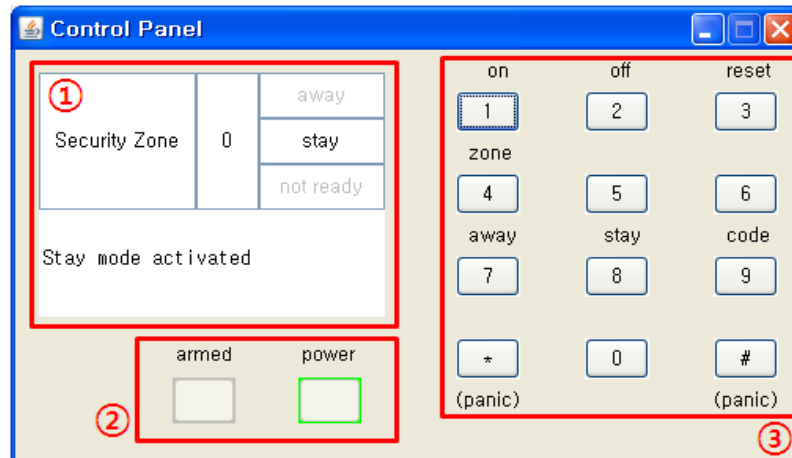 Control Panel
①
away
Security Zone 0 stay
not ready
Stay mode activated
armed power
②
on off reset
1 2 3
zone
4 5 6
away stay code
7 8 9
* 0 #
(panic) (panic)
③